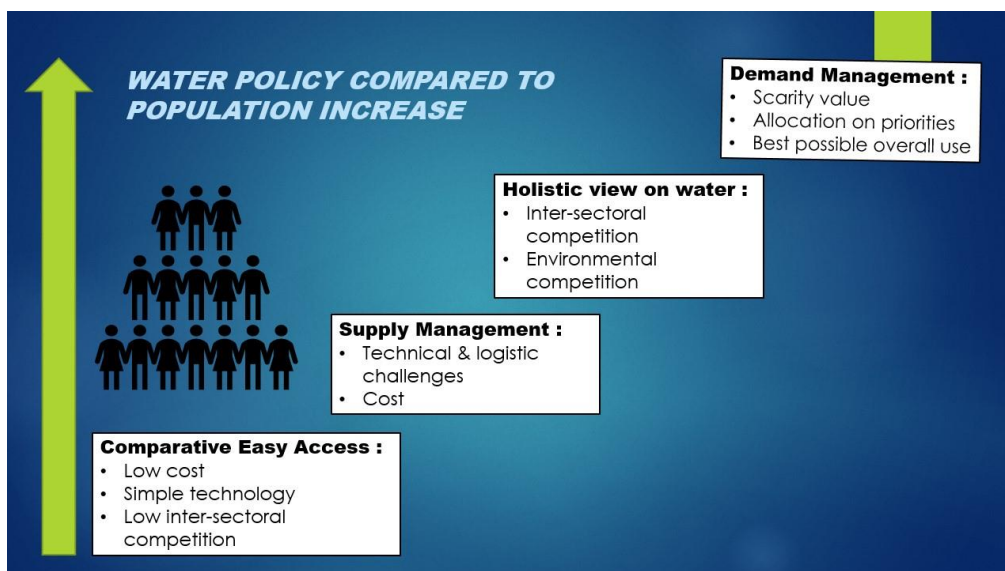 WATER POLICY COMPARED TO
POPULATION INCREASE
Demand Management :
• Scarity value
• Allocation on priorities
• Best possible overall use
Holistic view on water :
• Inter-sectoral
competition
• Environmental
competition
Supply Management :
• Technical & logistic
challenges
• Cost
Comparative Easy Access :
• Low cost
• Simple technology
• Low inter-sectoral
competition